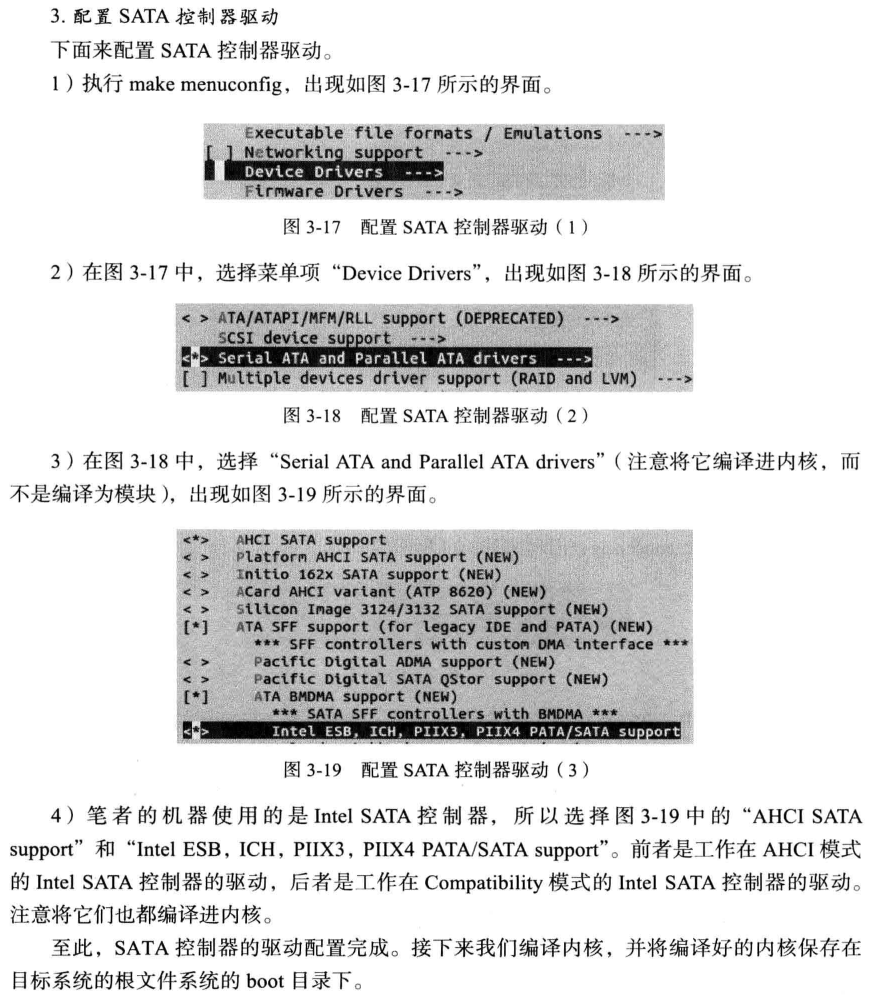 3. 配置 SATA 控制器驱动
下面来配置 SATA 控制器驱动。
1）执行 make menuconfig，出现如图 3-17 所示的界面。
Executable file formats / Emulations --->
[ ] Networking support --->
Device Drivers --->
Firmware Drivers --->
图 3-17 配置 SATA 控制器驱动（1）
2）在图 3-17 中，选择菜单项“Device Drivers”，出现如图 3-18 所示的界面。
< > ATA/ATAPI/MFM/RLL support (DEPRECATED) --->
SCSI device support --->
<*> Serial ATA and Parallel ATA drivers --->
[ ] Multiple devices driver support (RAID and LVM) --->
图 3-18 配置 SATA 控制器驱动（2）
3）在图 3-18 中，选择“Serial ATA and Parallel ATA drivers”（注意将它编译进内核，而
不是编译为模块），出现如图 3-19 所示的界面。
<*> AHCI SATA support
< > Platform AHCI SATA support (NEW)
< > Initio 162x SATA support (NEW)
< > ACard AHCI variant (ATP 8620) (NEW)
< > Silicon Image 3124/3132 SATA support (NEW)
[*] ATA SFF support (for legacy IDE and PATA) (NEW)
*** SFF controllers with custom DMA interface ***
< > Pacific Digital ADMA support (NEW)
< > Pacific Digital SATA QStor support (NEW)
[*] ATA BMDMA support (NEW)
*** SATA SFF controllers with BMDMA ***
<*> Intel ESB, ICH, PIIX3, PIIX4 PATA/SATA support
图 3-19 配置 SATA 控制器驱动（3）
4）笔者的机器使用的是 Intel SATA 控制器，所以选择图 3-19 中的“AHCI SATA
support”和“Intel ESB，ICH，PIIX3，PIIX4 PATA/SATA support”。前者是工作在 AHCI 模式
的 Intel SATA 控制器的驱动，后者是工作在 Compatibility 模式的 Intel SATA 控制器的驱动。
注意将它们也都编译进内核。
至此，SATA 控制器的驱动配置完成。接下来我们编译内核，并将编译好的内核保存在
目标系统的根文件系统的 boot 目录下。